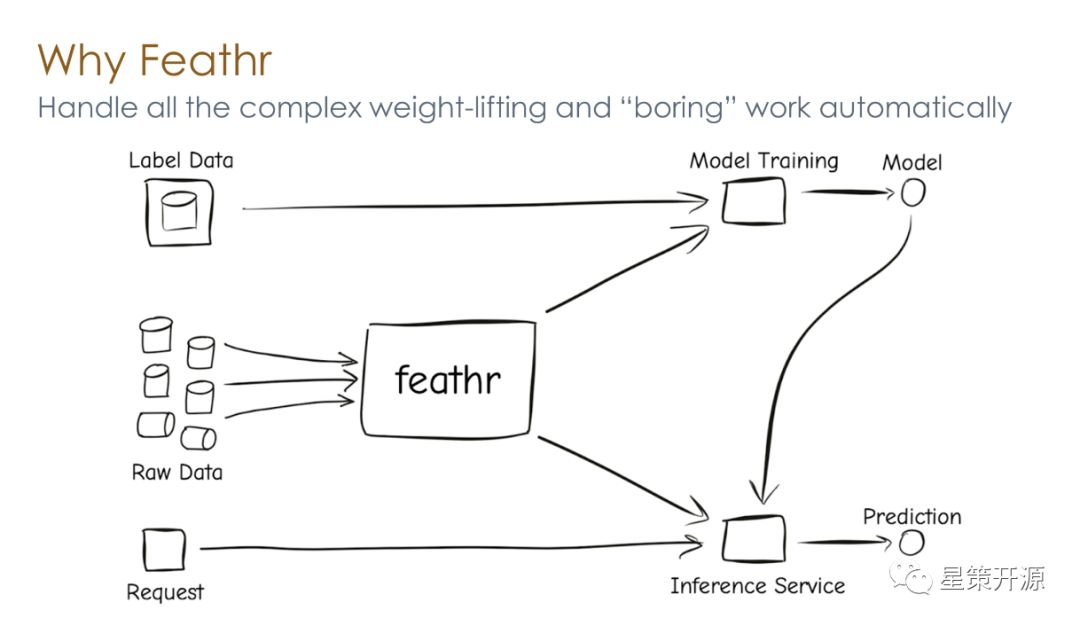 Why Feathr
Handle all the complex weight-lifting and “boring” work automatically
Label Data
Model Training
Model
feathr
Raw Data
Request
Inference Service
Prediction
星策开源